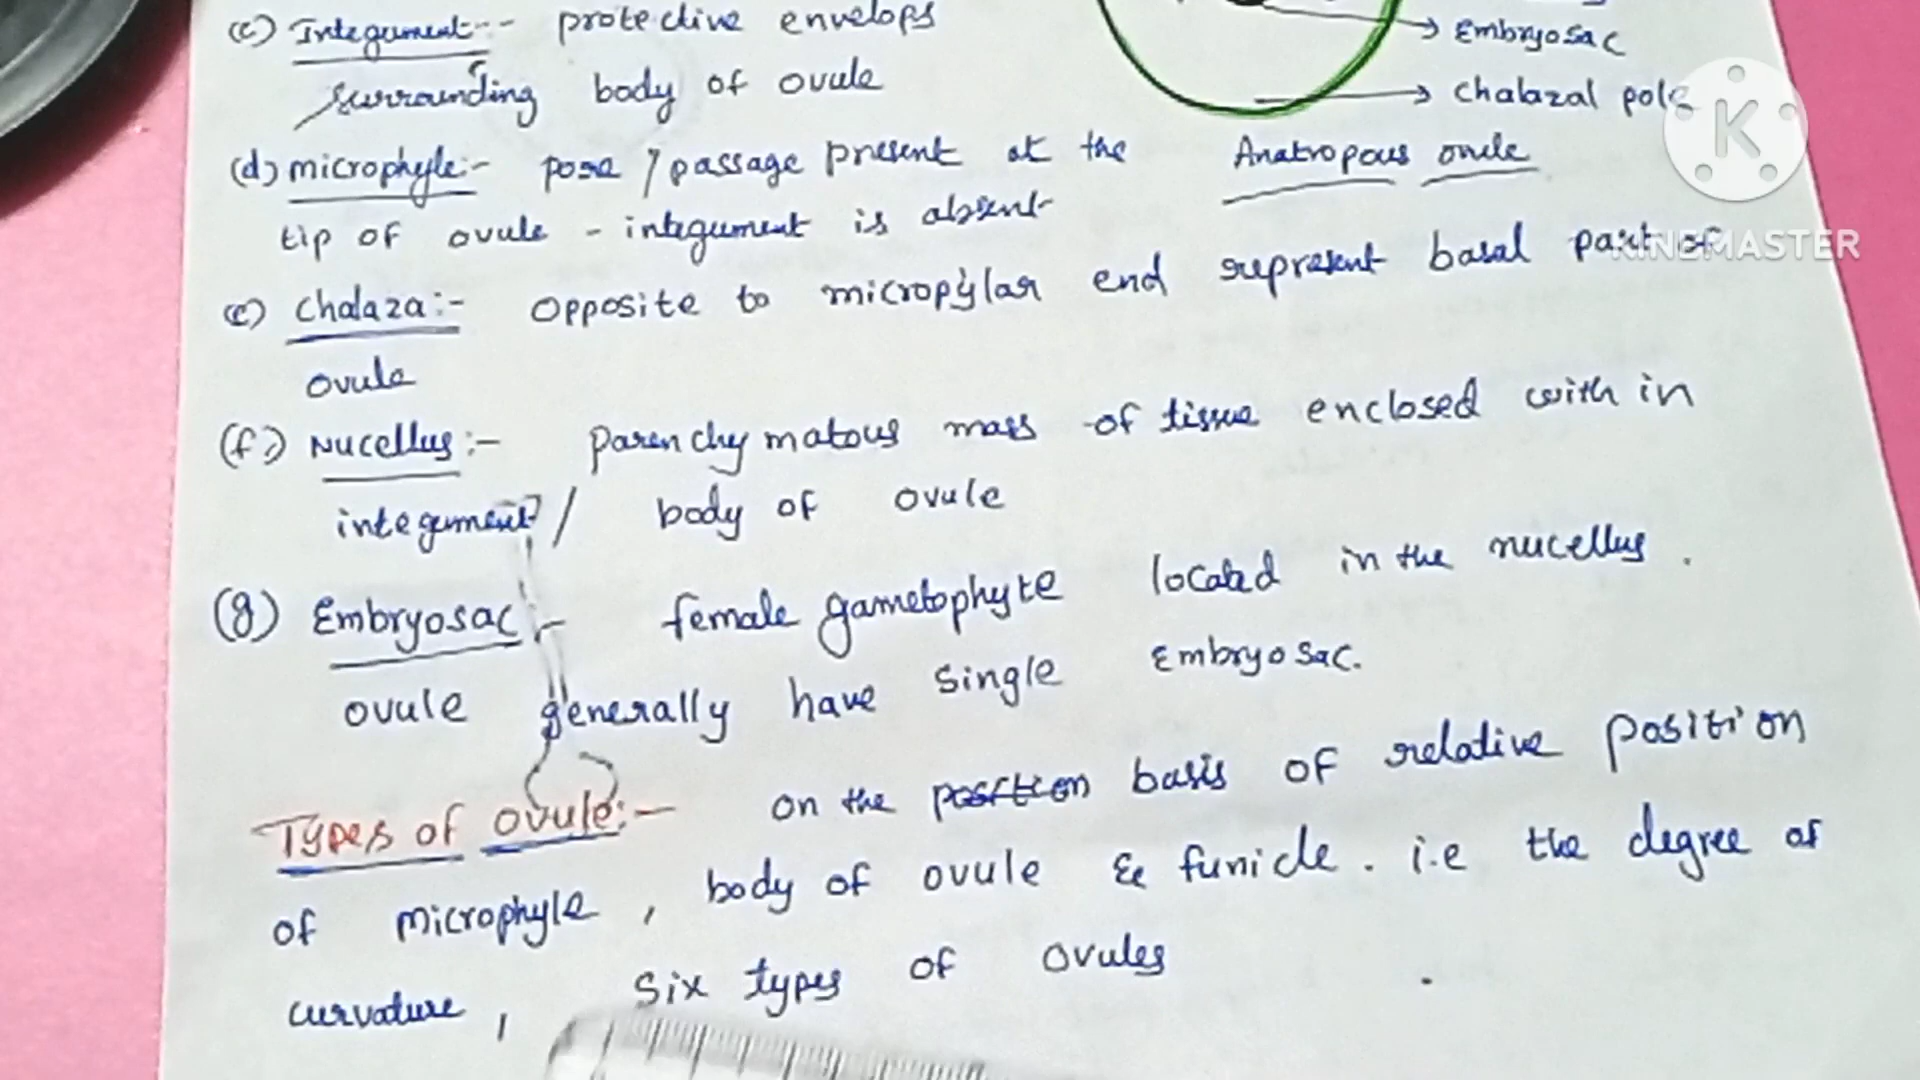 (c) Integument:- protective envelops
surrounding body of ovule
Embryosac
Chalazal pole
(d) microphyle:- pore / passage present at the
tip of ovule - integument is absent
Anatropous ovule
(e) Chalaza:- opposite to micropylar end represent basal part of
ovule
(f) Nucellus:- parenchymatous mass of tissue enclosed with in
integument / body of ovule
(g) Embryosac:- female gametophyte located in the nucellus.
ovule generally have single Embryosac.
Types of ovule:- on the position basis of relative position
of microphyle, body of ovule & funicle. i.e the degree of
curvature, six types of ovules
K
KINEMASTER